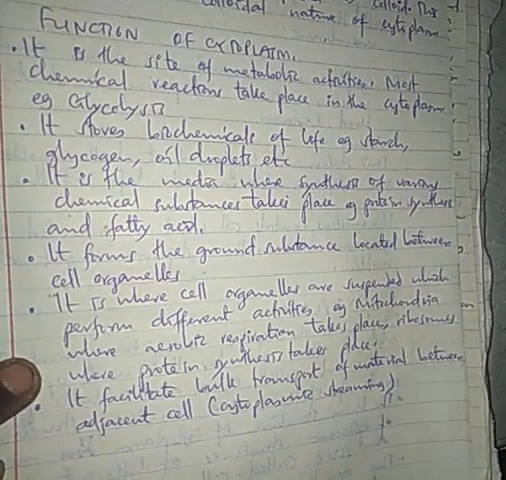 colloidal nature of cytoplasm
colloid. This
FUNCTION OF CYTOPLASM.
• It is the site of metabolic activities. Most
chemical reactions take place in the cytoplasm
eg Glycolysis
• It stores biochemicals of life eg starch,
glycogen, oil droplets etc
• It is the media where synthesis of various
chemical substances takes place eg protein synthesis
and fatty acid.
• It forms the ground substance located between
cell organelles
• It is where cell organelles are suspended which
perform different activities eg Mitochondria
where aerobic respiration takes place, ribosomes
where protein synthesis takes place.
• It facilitate bulk transport of material between
adjacent cell (cytoplasmic streaming)